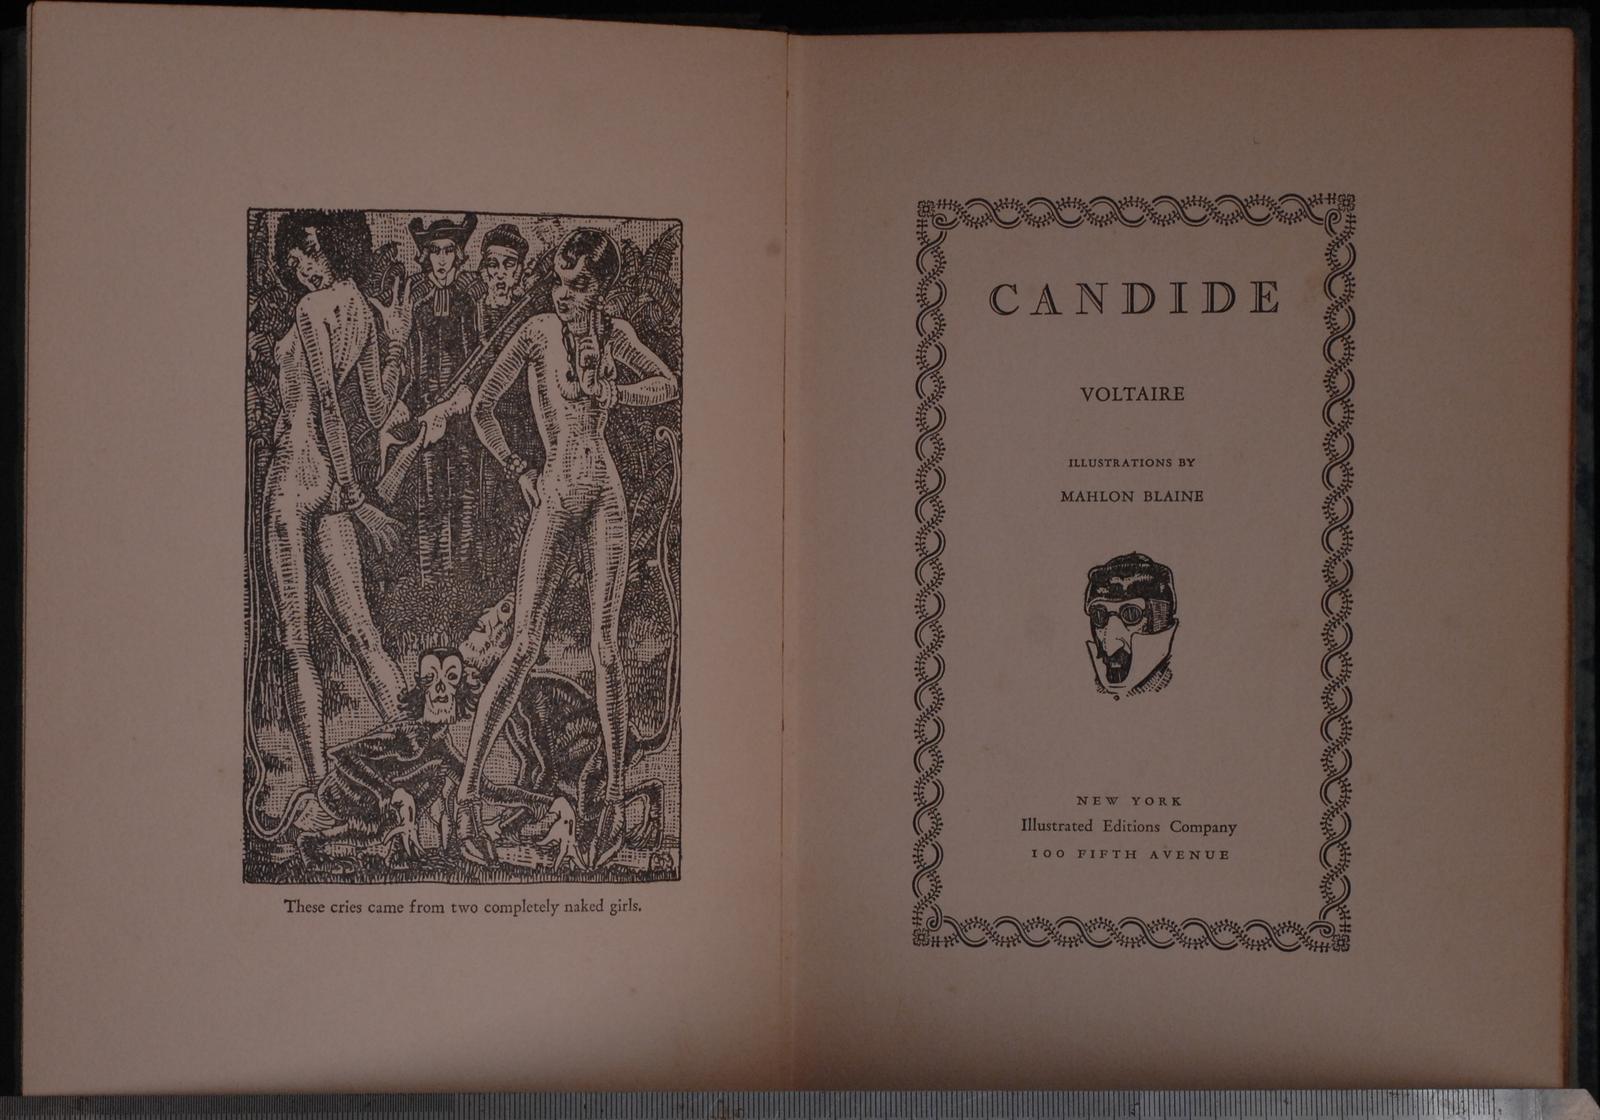 These cries came from two completely naked girls.
CANDIDE
VOLTAIRE
ILLUSTRATIONS BY
MAHLON BLAINE
NEW YORK
Illustrated Editions Company
100 FIFTH AVENUE